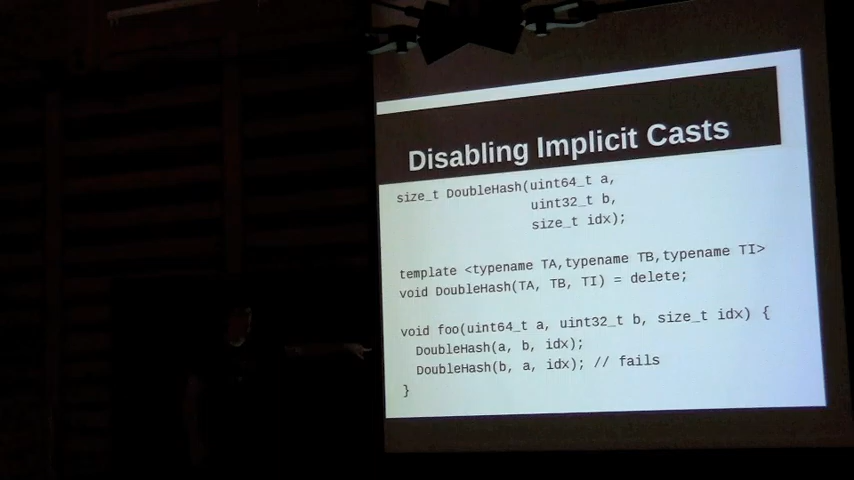 Disabling Implicit Casts
size_t DoubleHash(uint64_t a,
uint32_t b,
size_t idx);
template <typename TA,typename TB,typename TI>
void DoubleHash(TA, TB, TI) = delete;
void foo(uint64_t a, uint32_t b, size_t idx) {
DoubleHash(a, b, idx);
DoubleHash(b, a, idx); // fails
}